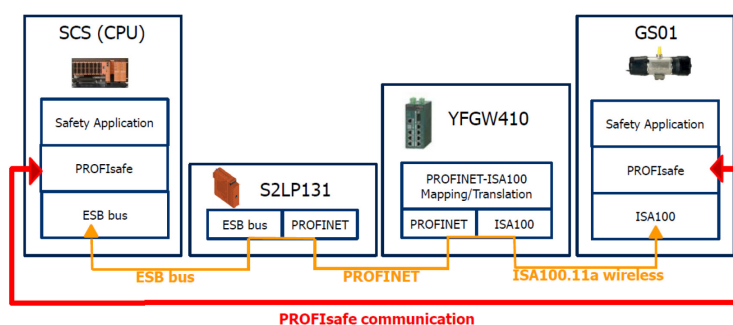 SCS (CPU)
Safety Application
PROFIsafe
ESB bus
S2LP131
ESB bus
PROFINET
YFGW410
PROFINET-ISA100
Mapping/Translation
PROFINET
ISA100
GS01
Safety Application
PROFIsafe
ISA100
ESB bus
PROFINET
ISA100.11a wireless
PROFIsafe communication